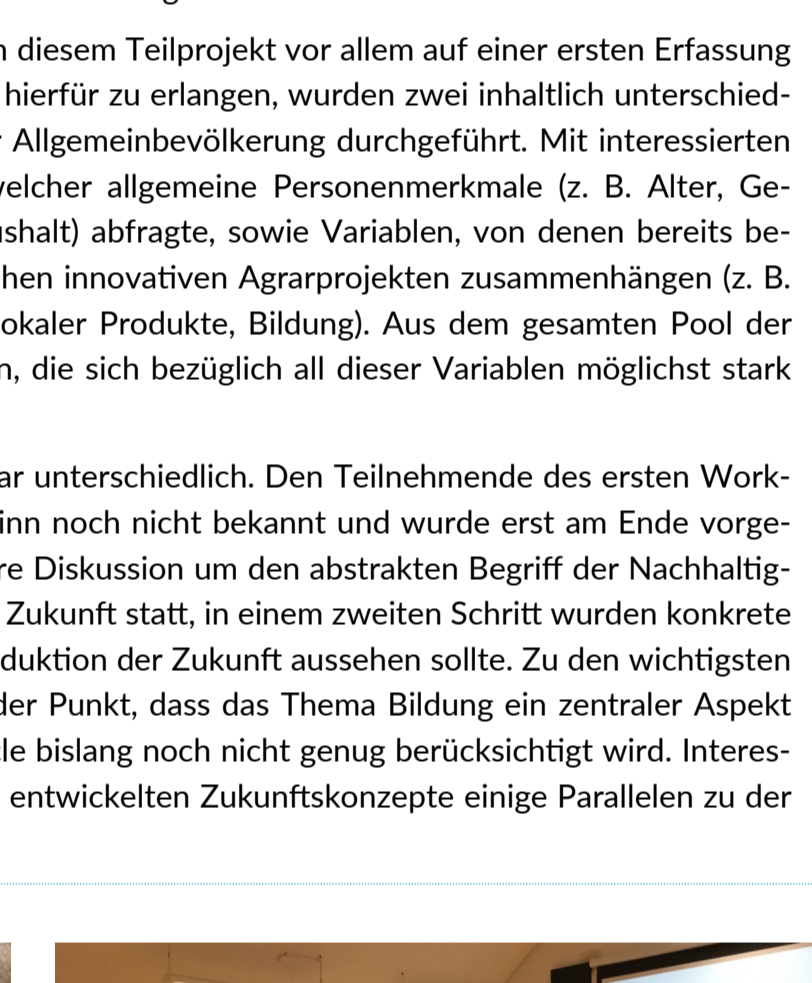 diesem Teilprojekt vor allem auf einer ersten Erfassung
hierfür zu erlangen, wurden zwei inhaltlich unterschied-
Allgemeinbevölkerung durchgeführt. Mit interessierten
welcher allgemeine Personenmerkmale (z. B. Alter, Ge-
ushalt) abfragte, sowie Variablen, von denen bereits be-
hen innovativen Agrarprojekten zusammenhängen (z. B.
okaler Produkte, Bildung). Aus dem gesamten Pool der
n, die sich bezüglich all dieser Variablen möglichst stark
ar unterschiedlich. Den Teilnehmende des ersten Work-
inn noch nicht bekannt und wurde erst am Ende vorge-
re Diskussion um den abstrakten Begriff der Nachhaltig-
Zukunft statt, in einem zweiten Schritt wurden konkrete
duktion der Zukunft aussehen sollte. Zu den wichtigsten
der Punkt, dass das Thema Bildung ein zentraler Aspekt
le bislang noch nicht genug berücksichtigt wird. Interes-
entwickelten Zukunftskonzepte einige Parallelen zu der